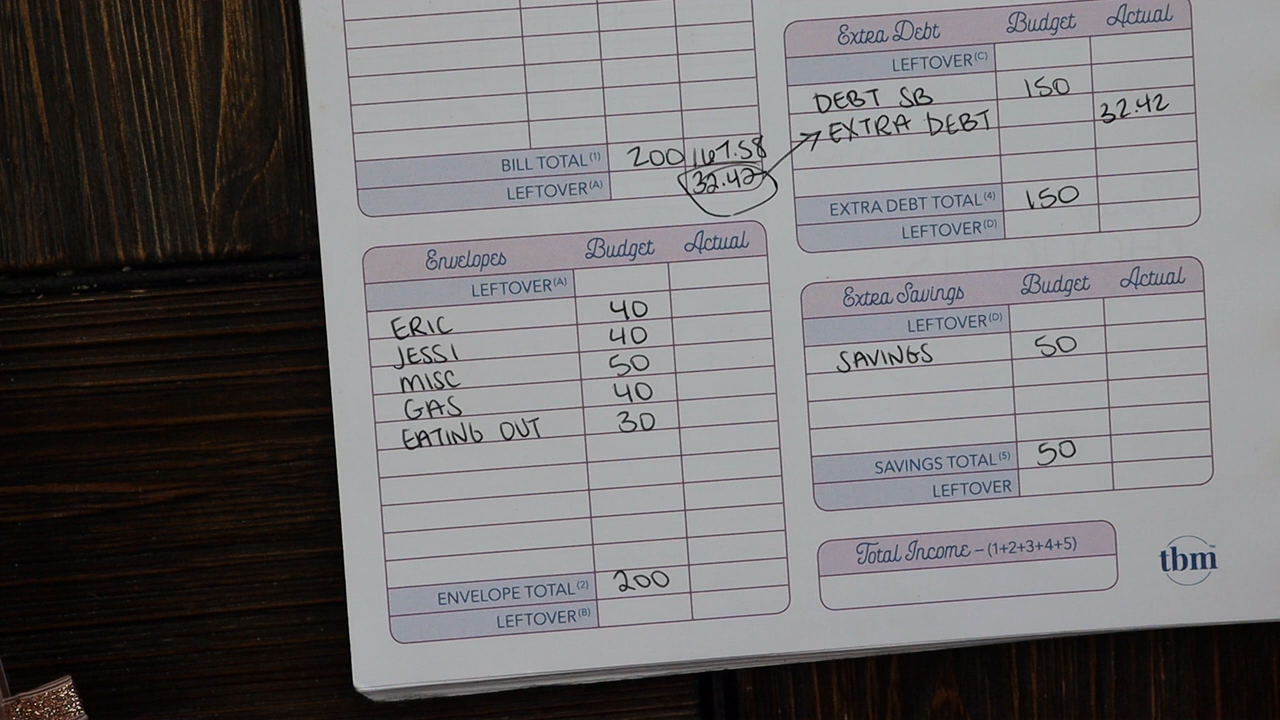 BILL TOTAL(1) 200 167.58
LEFTOVER(A) 32.42
Envelopes Budget Actual
LEFTOVER(A)
ERIC 40
JESSI 40
MISC 50
GAS 40
EATING OUT 30
ENVELOPE TOTAL(2) 200
LEFTOVER(B)
Extra Debt Budget Actual
LEFTOVER(C)
DEBT SB 150
EXTRA DEBT 32.42
EXTRA DEBT TOTAL(4) 150
LEFTOVER(D)
Extra Savings Budget Actual
LEFTOVER(D)
SAVINGS 50
SAVINGS TOTAL(5) 50
LEFTOVER
Total Income – (1+2+3+4+5)
tbm